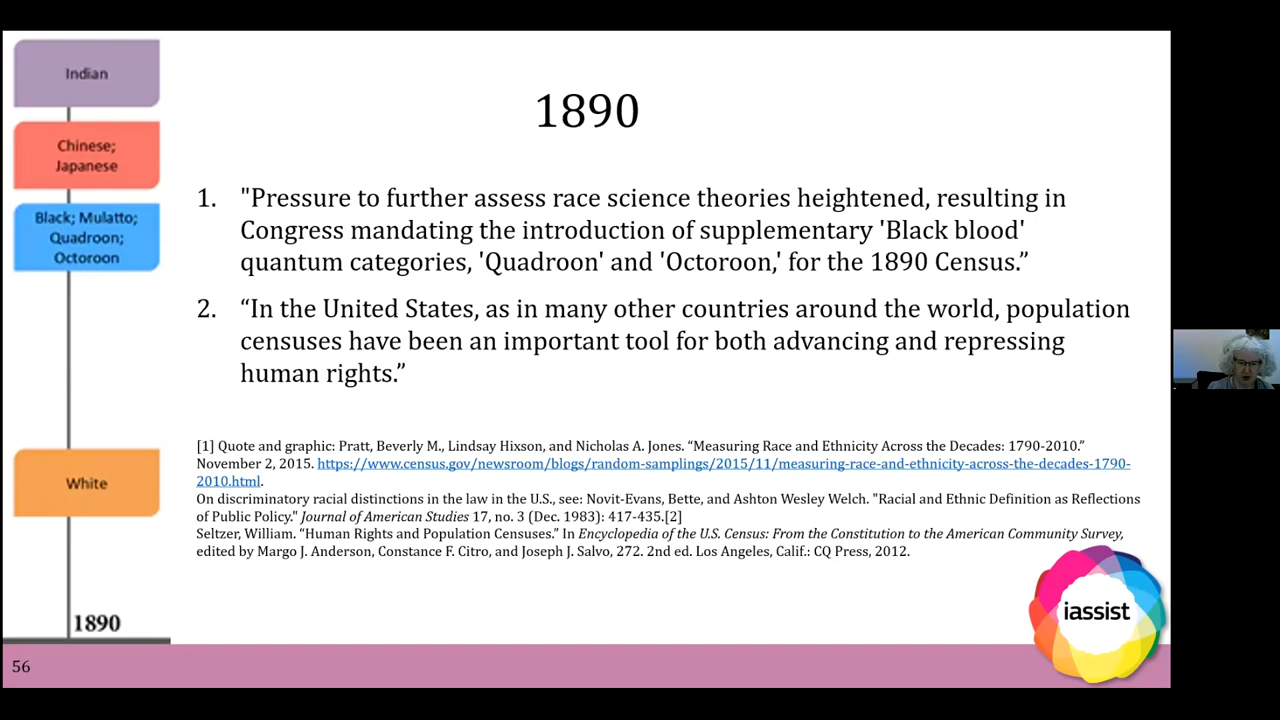 Indian
Chinese;
Japanese
Black; Mulatto;
Quadroon;
Octoroon
White
1890
1890
1. "Pressure to further assess race science theories heightened, resulting in
Congress mandating the introduction of supplementary 'Black blood'
quantum categories, 'Quadroon' and 'Octoroon,' for the 1890 Census.”
2. “In the United States, as in many other countries around the world, population
censuses have been an important tool for both advancing and repressing
human rights.”
[1] Quote and graphic: Pratt, Beverly M., Lindsay Hixson, and Nicholas A. Jones. “Measuring Race and Ethnicity Across the Decades: 1790-2010.”
November 2, 2015. https://www.census.gov/newsroom/blogs/random-samplings/2015/11/measuring-race-and-ethnicity-across-the-decades-1790-
2010.html.
On discriminatory racial distinctions in the law in the U.S., see: Novit-Evans, Bette, and Ashton Wesley Welch. "Racial and Ethnic Definition as Reflections
of Public Policy." Journal of American Studies 17, no. 3 (Dec. 1983): 417-435.[2]
Seltzer, William. “Human Rights and Population Censuses.” In Encyclopedia of the U.S. Census: From the Constitution to the American Community Survey,
edited by Margo J. Anderson, Constance F. Citro, and Joseph J. Salvo, 272. 2nd ed. Los Angeles, Calif.: CQ Press, 2012.
iassist
56